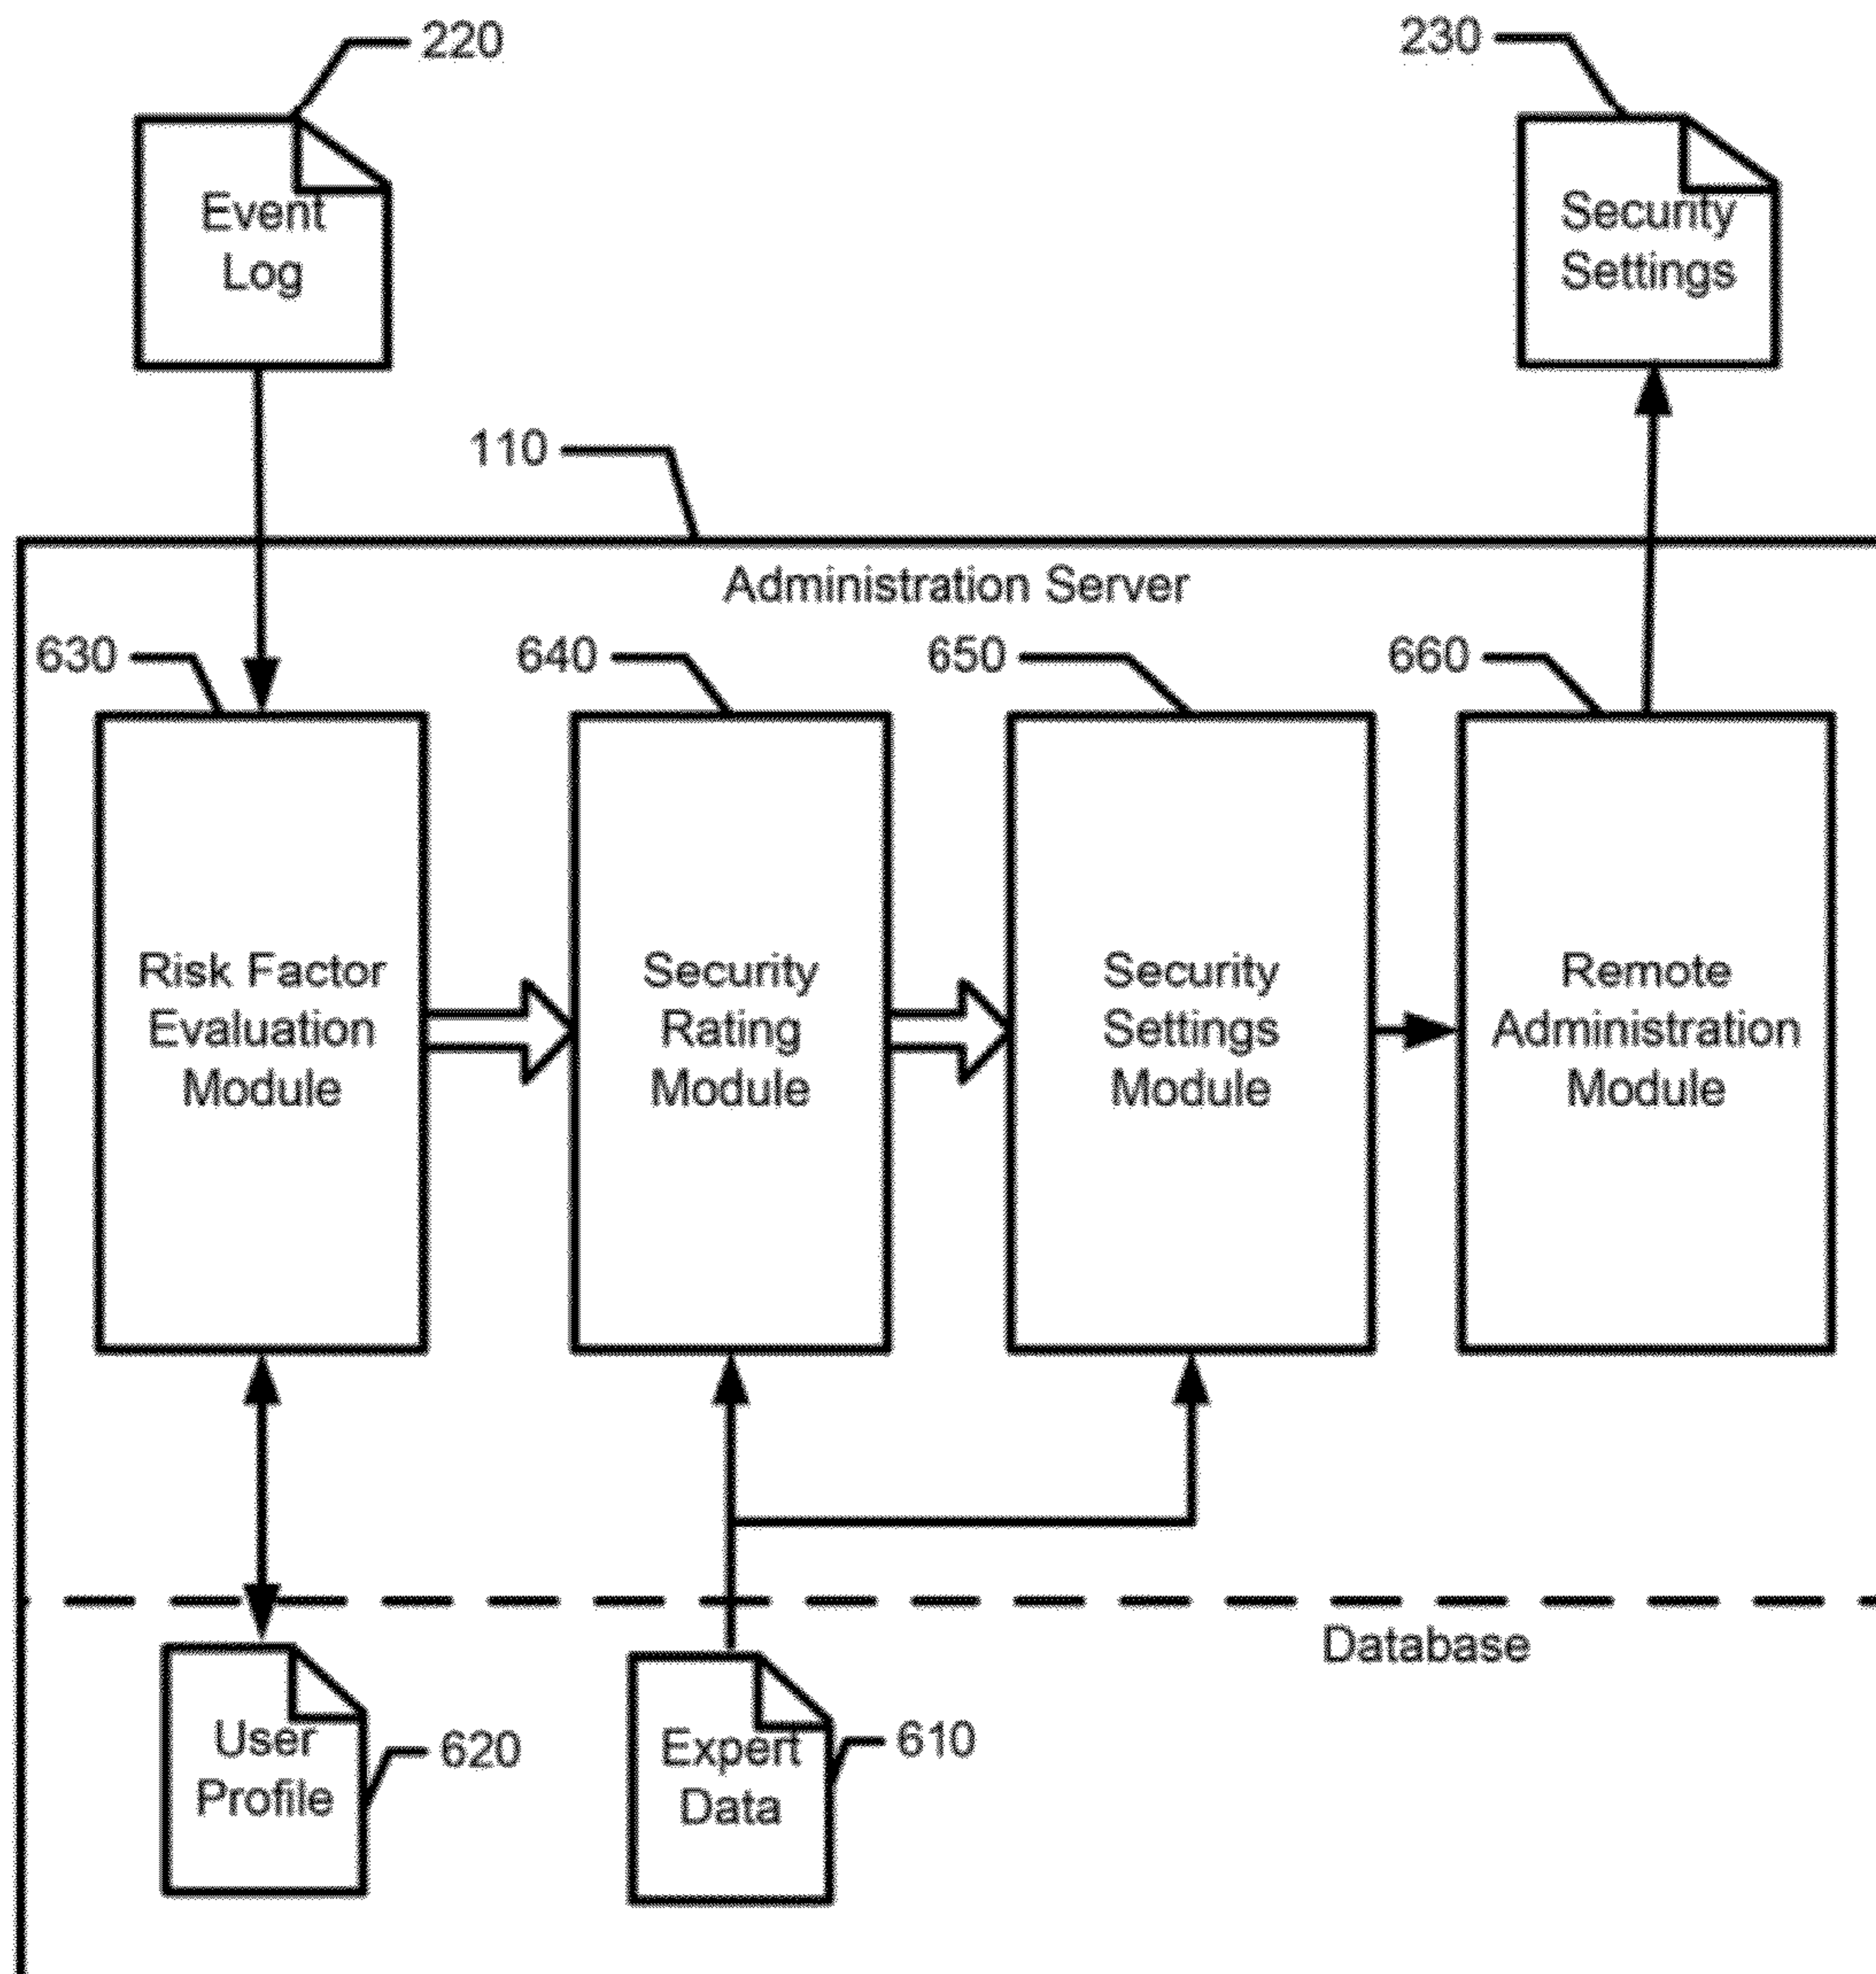 220
230
Event
Log
Security
Settings
110
Administration Server
630
640
650
660
Risk Factor
Evaluation
Module
Security
Rating
Module
Security
Settings
Module
Remote
Administration
Module
Database
User
Profile
620
Expert
Data
610